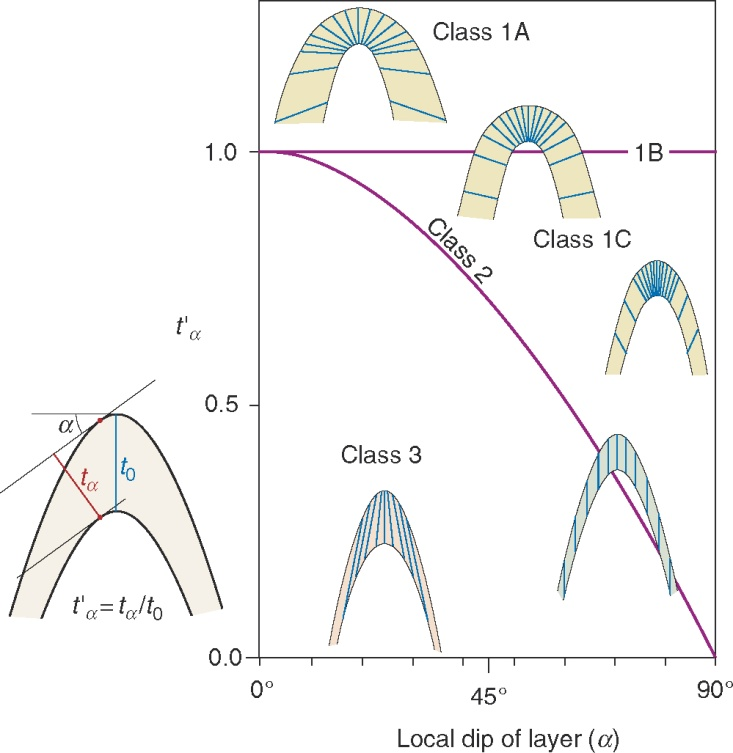 Class 1A
1.0
1B
Class 2
Class 1C
t'α
0.5
α
tα
t0
Class 3
t'α=tα/t0
0.0
0° 45° 90°
Local dip of layer (α)